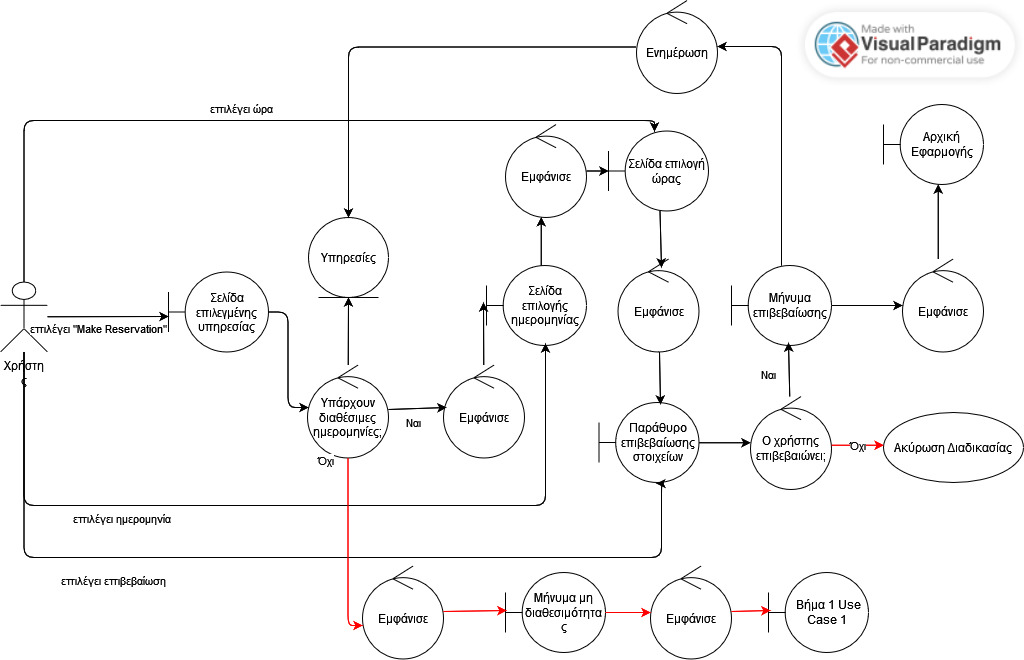 Made with
Visual Paradigm
For non-commercial use
Ενημέρωση
επιλέγει ώρα
Αρχική
Εφαρμογής
Εμφάνισε
Σελίδα επιλογή
ώρας
Υπηρεσίες
Σελίδα
επιλεγμένης
υπηρεσίας
Σελίδα
επιλογής
ημερομηνίας
Εμφάνισε
Μήνυμα
επιβεβαίωσης
Εμφάνισε
επιλέγει "Make Reservation"
Χρήστη
ς
Υπάρχουν
διαθέσιμες
ημερομηνίες;
Ναι
Εμφάνισε
Ναι
Παράθυρο
επιβεβαίωσης
στοιχείων
Ο χρήστης
επιβεβαιώνει;
Όχι
Ακύρωση Διαδικασίας
Όχι
επιλέγει ημερομηνία
επιλέγει επιβεβαίωση
Εμφάνισε
Μήνυμα μη
διαθεσιμότητα
ς
Εμφάνισε
Βήμα 1 Use
Case 1